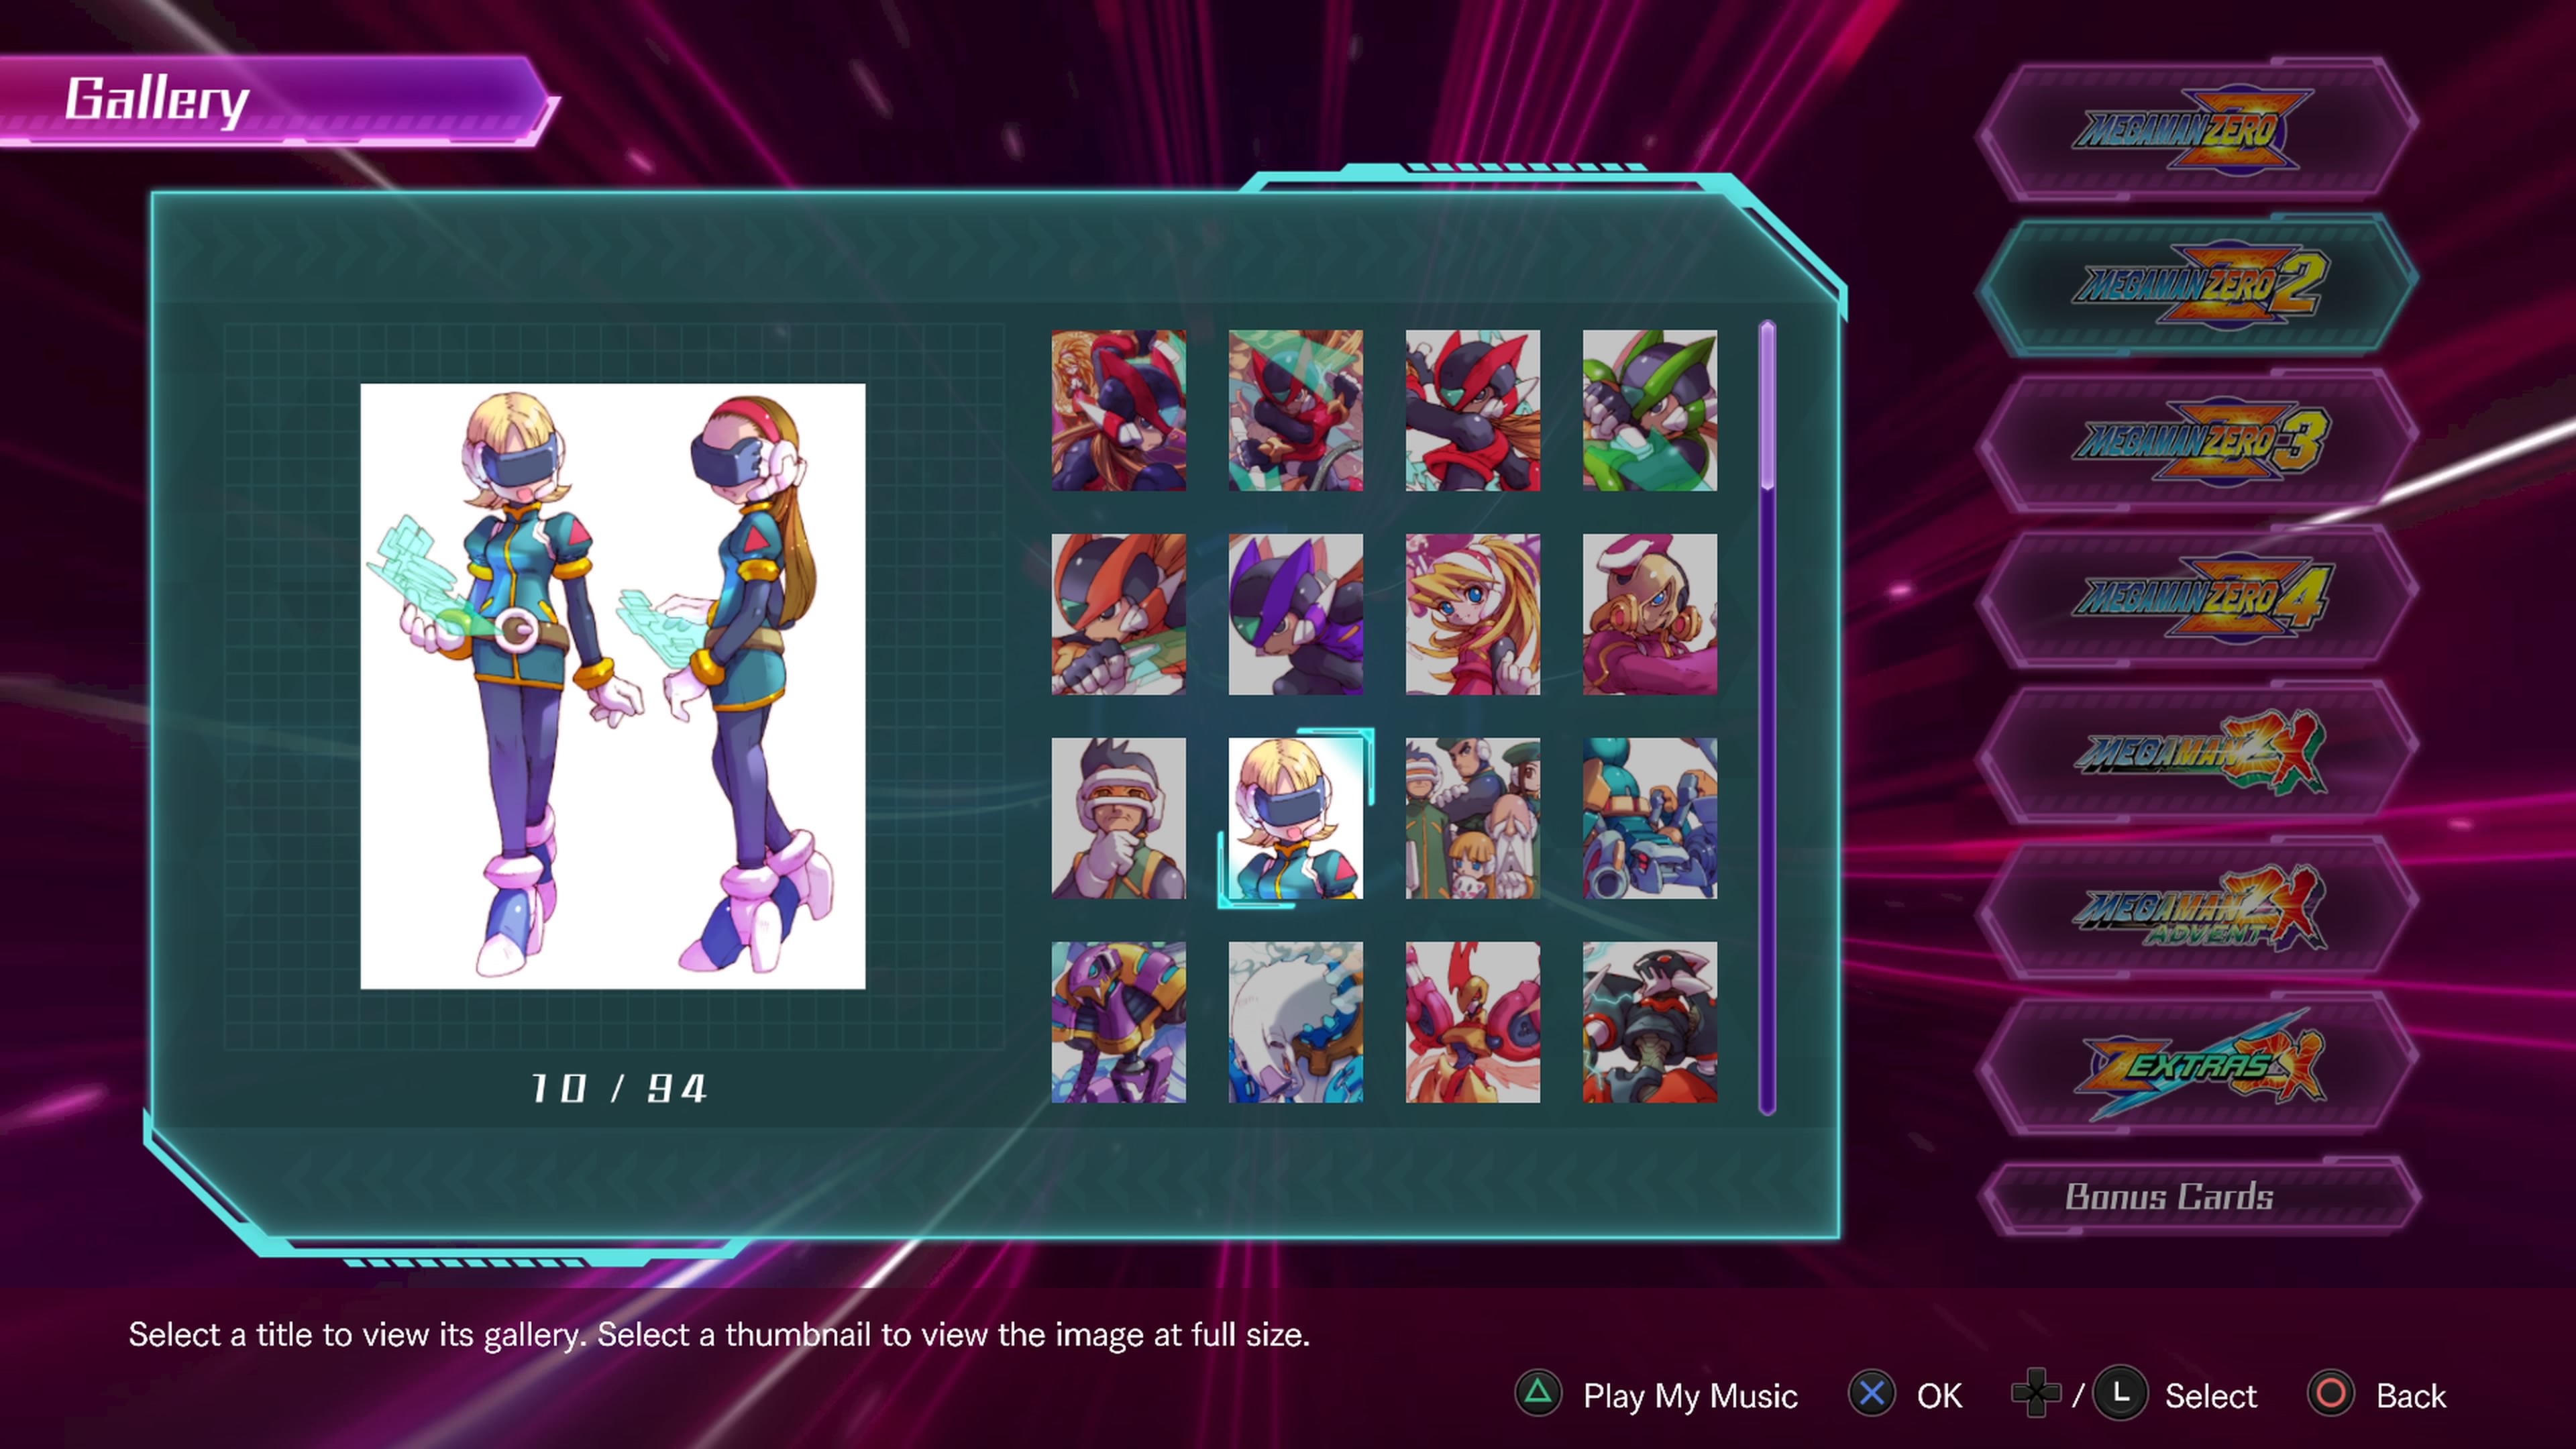 Gallery
MEGAMAN ZERO
MEGAMAN ZERO 2
MEGAMAN ZERO 3
MEGAMAN ZERO 4
MEGAMAN ZX
MEGAMAN ZX
ADVENT
Z EXTRAS ZX
Bonus Cards
10 / 94
Select a title to view its gallery. Select a thumbnail to view the image at full size.
Play My Music OK / L Select Back